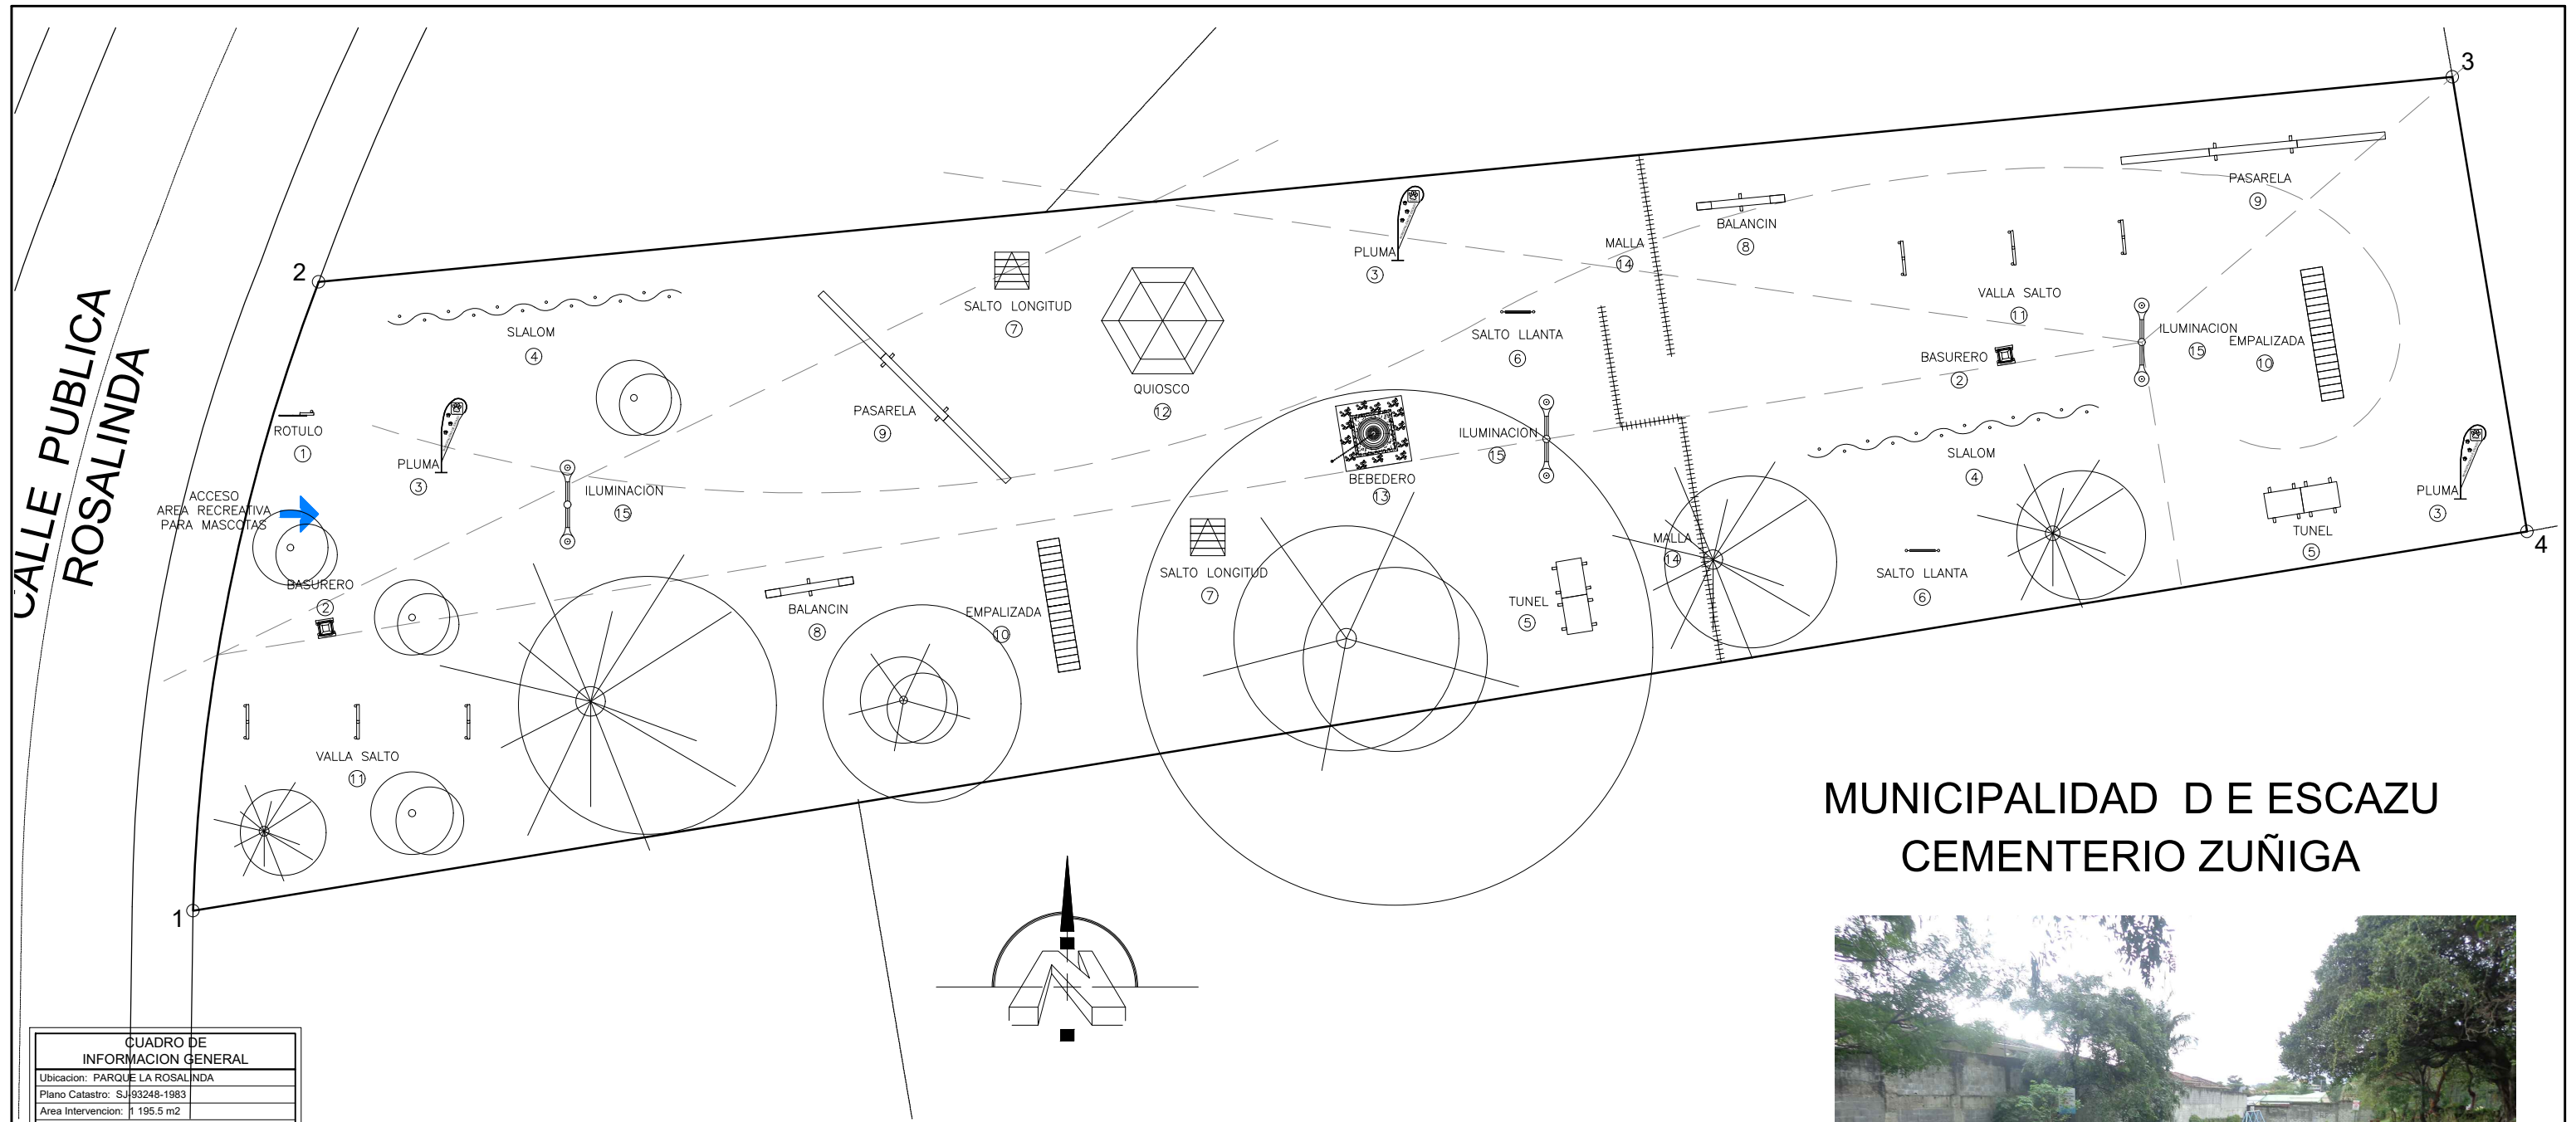 3
PASARELA
9
2
SLALOM
4
SALTO LONGITUD
7
QUIOSCO
12
PLUMA
3
MALLA
14
BALANCIN
8
VALLA SALTO
11
SALTO LLANTA
6
BASURERO
2
ILUMINACION
15
EMPALIZADA
10
CALLE PUBLICA
ROSALINDA
ROTULO
1
PLUMA
3
PASARELA
9
ILUMINACION
15
BEBEDERO
13
SLALOM
4
PLUMA
3
ACCESO
AREA RECREATIVA
PARA MASCOTAS
ILUMINACION
15
BASURERO
2
BALANCIN
8
EMPALIZADA
10
SALTO LONGITUD
7
TUNEL
5
MALLA
14
SALTO LLANTA
6
TUNEL
5
4
VALLA SALTO
11
1
N
MUNICIPALIDAD D E ESCAZU
CEMENTERIO ZUÑIGA
CUADRO DE
INFORMACION GENERAL
Ubicacion: PARQUE LA ROSALINDA
Plano Catastro: SJ-93248-1983
Area Intervencion: 1 195.5 m2